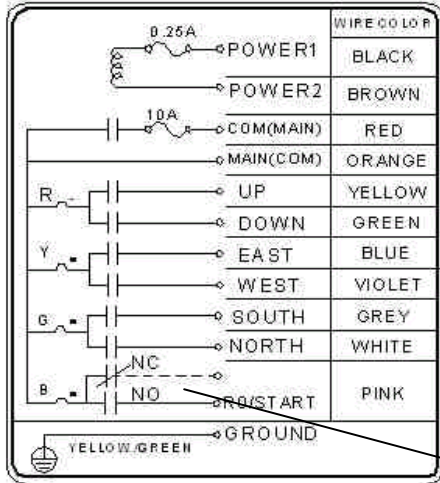 WIRE COLOR
0.25A
POWER1 BLACK
POWER2 BROWN
10A
COM(MAIN) RED
MAIN(COM) ORANGE
R UP YELLOW
DOWN GREEN
Y EAST BLUE
WEST VIOLET
G SOUTH GREY
NORTH WHITE
NC
B NO RO/START PINK
GROUND
YELLOW/GREEN